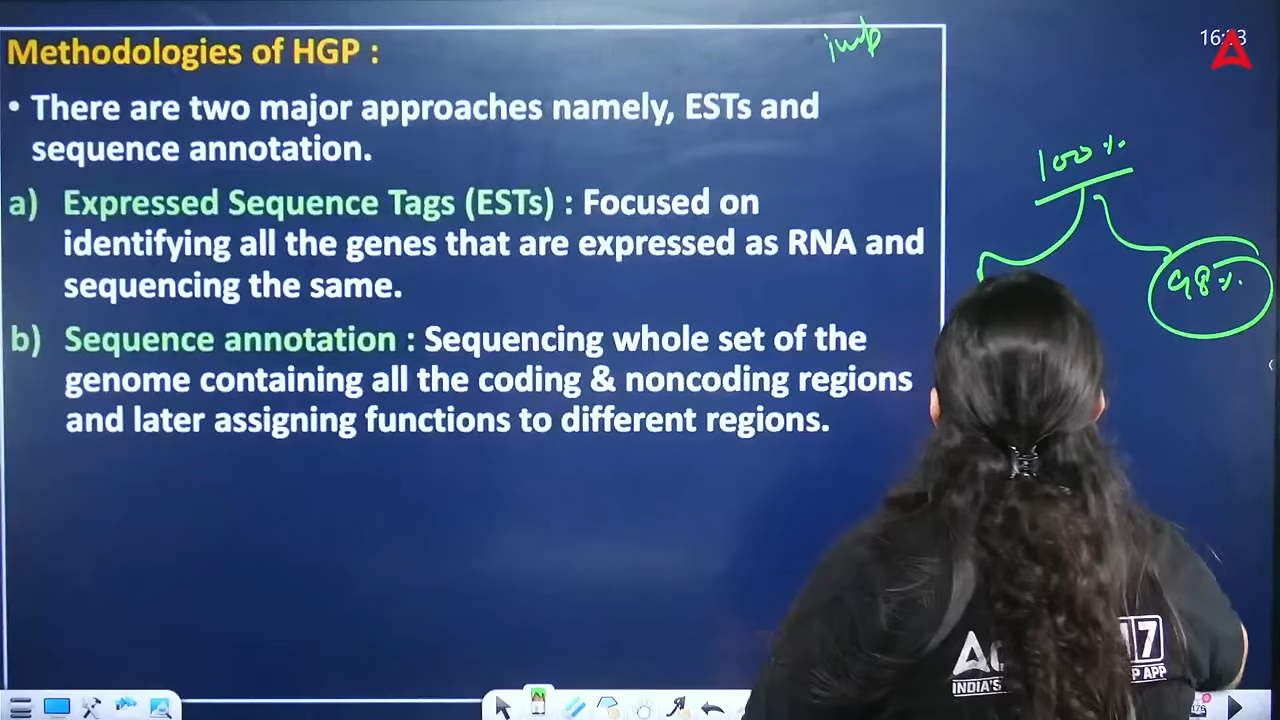 Methodologies of HGP :
imp
• There are two major approaches namely, ESTs and
sequence annotation.
a) Expressed Sequence Tags (ESTs) : Focused on
identifying all the genes that are expressed as RNA and
sequencing the same.
b) Sequence annotation : Sequencing whole set of the
genome containing all the coding & noncoding regions
and later assigning functions to different regions.
100%
98%
INDIA'S
7
P APP